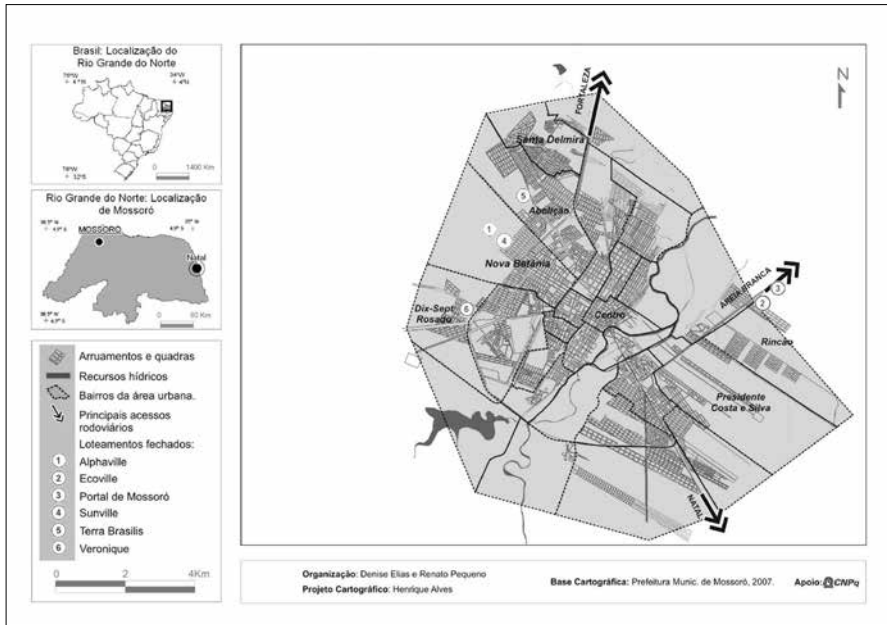 Brasil: Localização do
Rio Grande do Norte
1400 Km
Rio Grande do Norte: Localização
de Mossoró
MOSSORÓ
Natal
Arruamentos e quadras
Recursos hídricos
Bairros da área urbana.
Principais acessos
rodoviários
Loteamentos fechados:
1 Alphaville
2 Ecoville
3 Portal de Mossoró
4 Sunville
5 Terra Brasilis
6 Veronique
0 2 4Km
N
FORTALEZA
Santa Delmira
5
Abolição
1
4
Nova Betânia
AREIA BRANCA
3
2
Dix-Sept
Rosado
6
Centro
Rincão
Presidente
Costa e Silva
NATAL
Organização: Denise Elias e Renato Pequeno
Projeto Cartográfico: Henrique Alves
Base Cartográfica: Prefeitura Munic. de Mossoró, 2007.
Apoio: CNPq